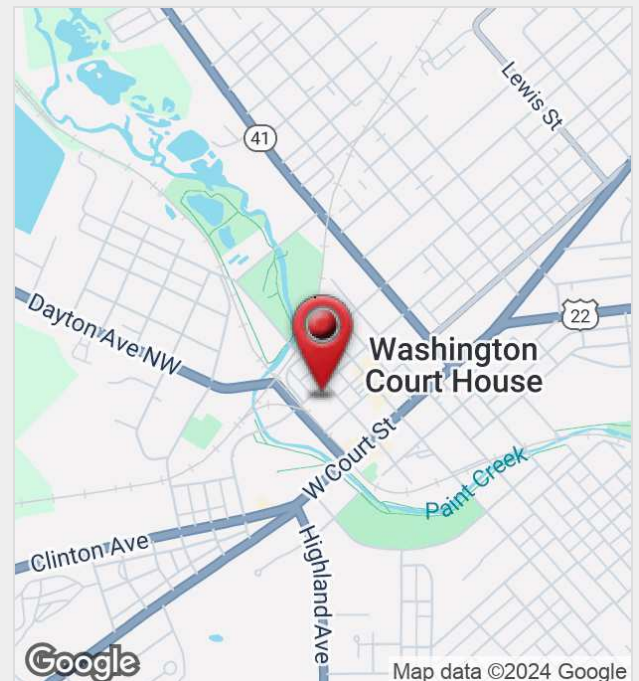 Lewis St
41
Dayton Ave NW
22
Washington
Court House
W Court St
Paint Creek
Clinton Ave
Highland Ave
Google
Map data ©2024 Google